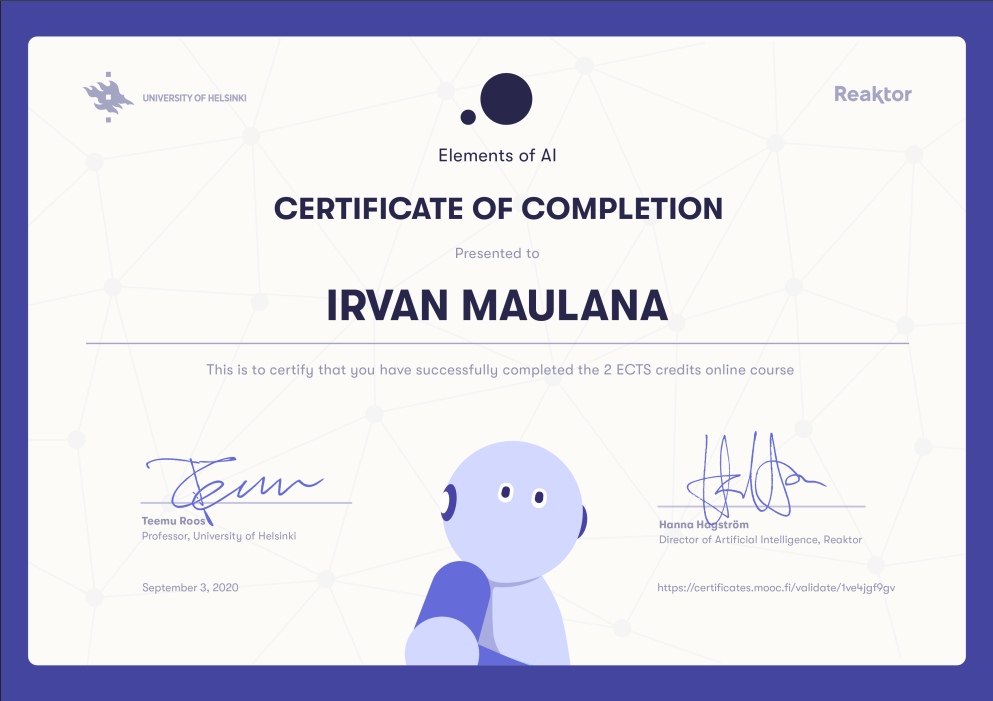 UNIVERSITY OF HELSINKI
Reaktor
Elements of AI
CERTIFICATE OF COMPLETION
Presented to
IRVAN MAULANA
This is to certify that you have successfully completed the 2 ECTS credits online course
Teemu Roos
Professor, University of Helsinki
September 3, 2020
Hanna Hagström
Director of Artificial Intelligence, Reaktor
https://certificates.mooc.fi/validate/1ve4jgf9gv